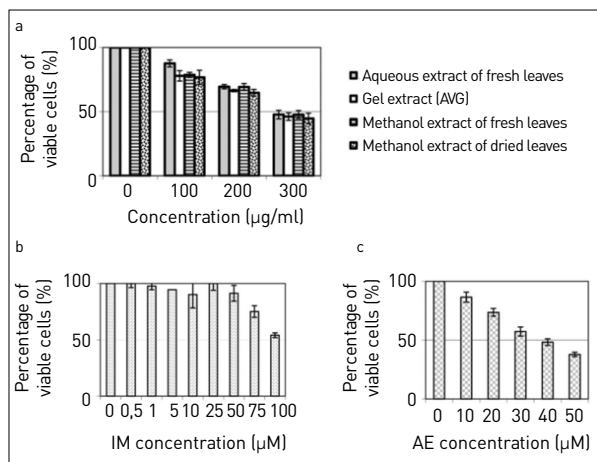 a
Percentage of
viable cells (%)
100
50
0
0
100
200
300
Concentration (µg/ml)
Aqueous extract of fresh leaves
Gel extract (AVG)
Methanol extract of fresh leaves
Methanol extract of dried leaves
b
Percentage of
viable cells (%)
100
50
0
0
0,5
1
5
10
25
50
75
100
IM concentration (µM)
c
Percentage of
viable cells (%)
100
50
0
0
10
20
30
40
50
AE concentration (µM)